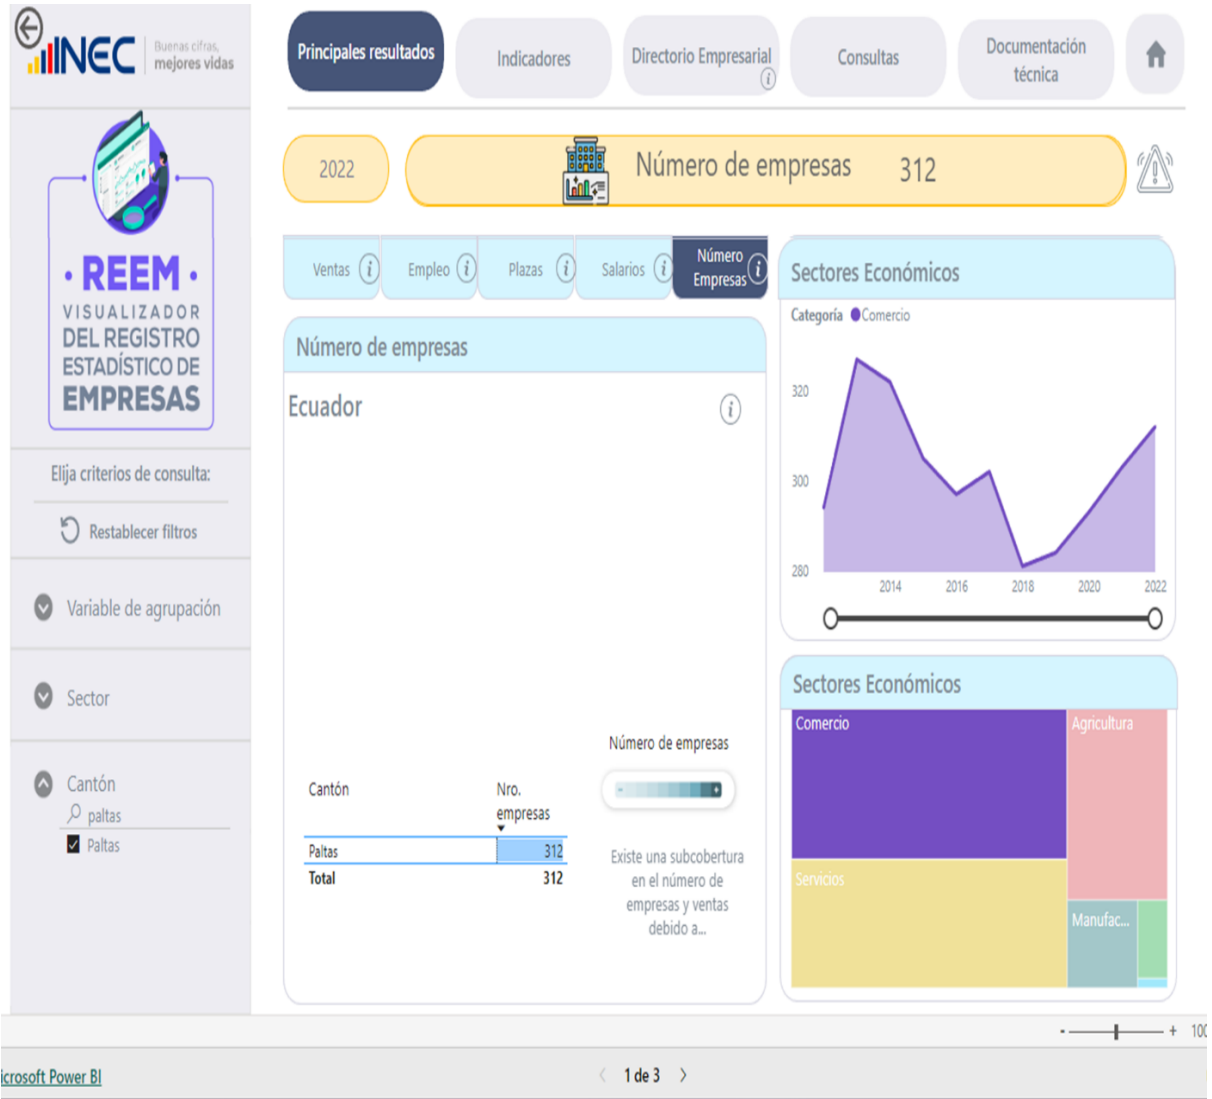 INEC
Buenas cifras,
mejores vidas
Principales resultados
Indicadores
Directorio Empresarial
Consultas
Documentación
técnica
2022
Número de empresas 312
· REEM ·
VISUALIZADOR
DEL REGISTRO
ESTADÍSTICO DE
EMPRESAS
Elija criterios de consulta:
Restablecer filtros
Variable de agrupación
Sector
Cantón
paltas
Paltas
Ventas
Empleo
Plazas
Salarios
Número
Empresas
Número de empresas
Ecuador
Cantón
Nro.
empresas
Paltas 312
Total 312
Número de empresas
- +
Existe una subcobertura
en el número de
empresas y ventas
debido a...
Sectores Económicos
Categoría Comercio
320
300
280
2014 2016 2018 2020 2022
Sectores Económicos
Comercio
Agricultura
Servicios
Manufac...
- + 100
icrosoft Power BI
< 1 de 3 >